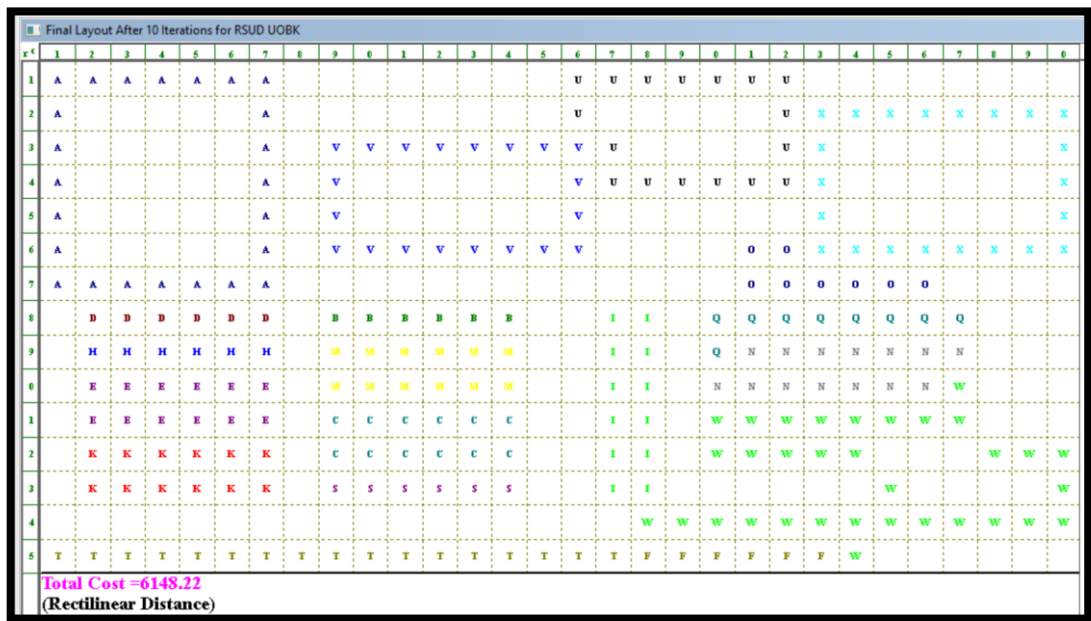 Final Layout After 10 Iterations for RSUD UOBK
r c 1 2 3 4 5 6 7 8 9 0 1 2 3 4 5 6 7 8 9 0 1 2 3 4 5 6 7 8 9 0
1 A A A A A A A U U U U U U U
2 A A U U X X X X X X X X
3 A A V V V V V V V V U U X X
4 A A V V U U U U U U X X
5 A A V V X X
6 A A V V V V V V V V O O X X X X X X X X
7 A A A A A A A O O O O O O
8 D D D D D D B B B B B B I I Q Q Q Q Q Q Q Q
9 H H H H H H M M M M M M I I Q N N N N N N N
0 E E E E E E M M M M M M I I N N N N N N N W
1 E E E E E E C C C C C C I I W W W W W W W W
2 K K K K K K C C C C C C I I W W W W W W W W
3 K K K K K K S S S S S S I I W W
4 W W W W W W W W W W W W W
5 T T T T T T T T T T T T T T T T T F F F F F F W
Total Cost =6148.22
(Rectilinear Distance)